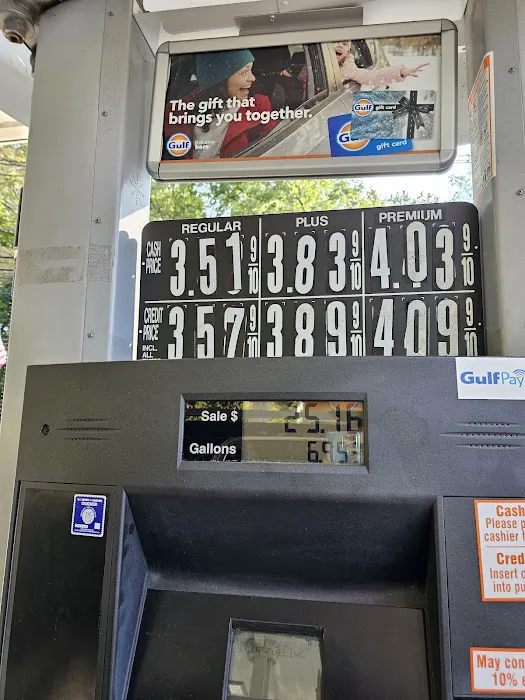 The gift that
brings you together.
Gulf
here
Gulf gift card
gift card
REGULAR PLUS PREMIUM
CASH PRICE 3.51 9/10 3.83 9/10 4.03 9/10
CREDIT PRICE 3.57 9/10 3.89 9/10 4.09 9/10
INCL.
ALL
GulfPay
Sale $ 25.16
Gallons
Cash
Please p
cashier
Cred
Insert c
into pu
May con
10% e